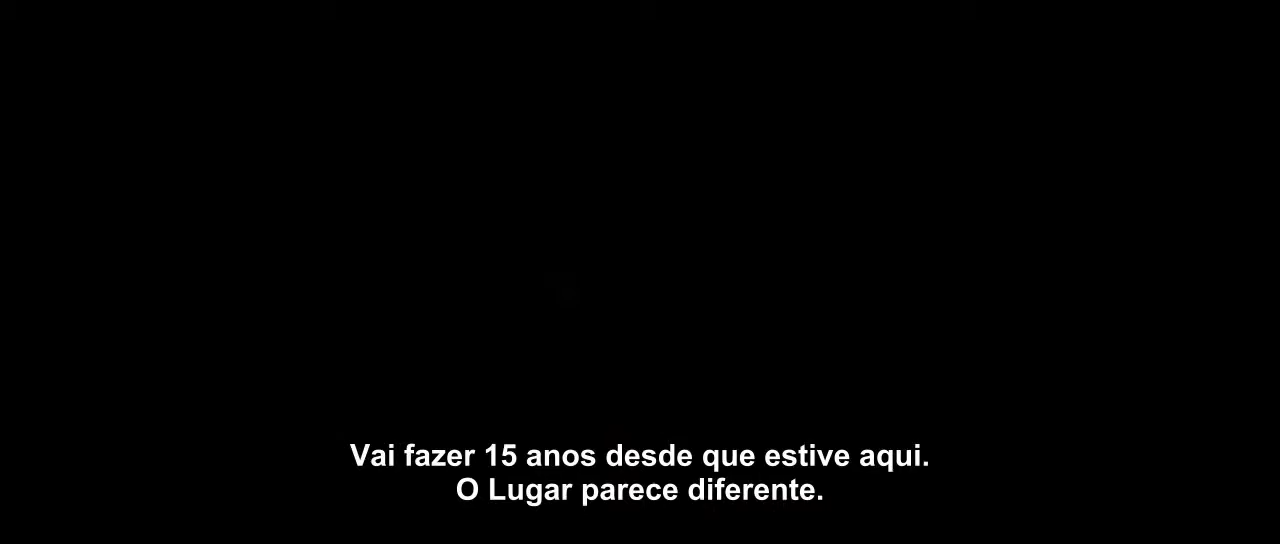 Vai fazer 15 anos desde que estive aqui.
O Lugar parece diferente.